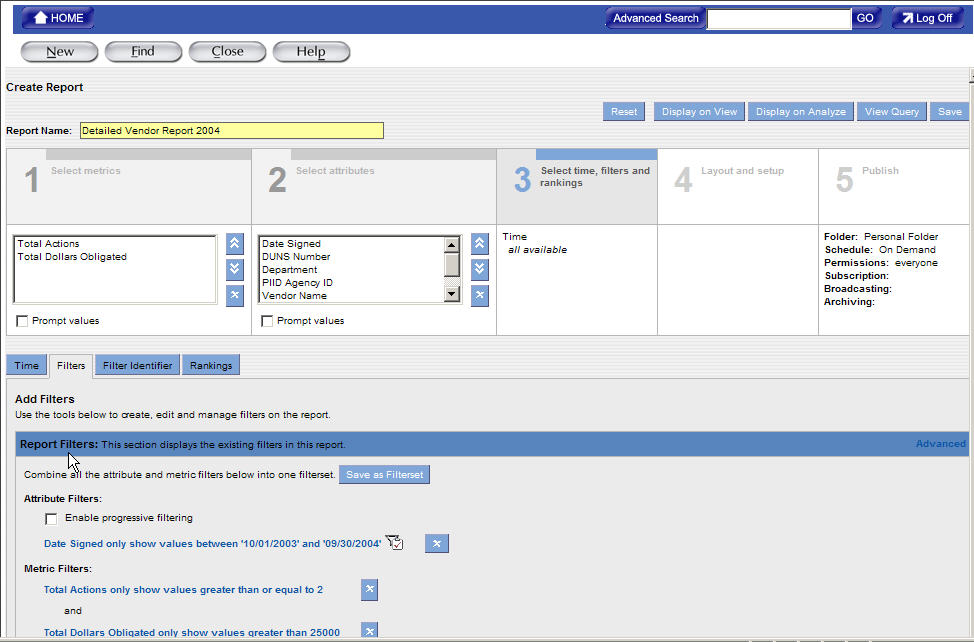 HOME
Advanced Search
GO
Log Off
New
Find
Close
Help
Create Report
Reset
Display on View
Display on Analyze
View Query
Save
Report Name:
Detailed Vendor Report 2004
1
Select metrics
2
Select attributes
3
Select time, filters and
rankings
4
Layout and setup
5
Publish
Total Actions
Total Dollars Obligated
Prompt values
Date Signed
DUNS Number
Department
PIID Agency ID
Vendor Name
Prompt values
Time
all available
Folder: Personal Folder
Schedule: On Demand
Permissions: everyone
Subscription:
Broadcasting:
Archiving:
Time
Filters
Filter Identifier
Rankings
Add Filters
Use the tools below to create, edit and manage filters on the report.
Report Filters: This section displays the existing filters in this report.
Advanced
Combine all the attribute and metric filters below into one filterset.
Save as Filterset
Attribute Filters:
Enable progressive filtering
Date Signed only show values between '10/01/2003' and '09/30/2004'
Metric Filters:
Total Actions only show values greater than or equal to 2
and
Total Dollars Obligated only show values greater than 25000